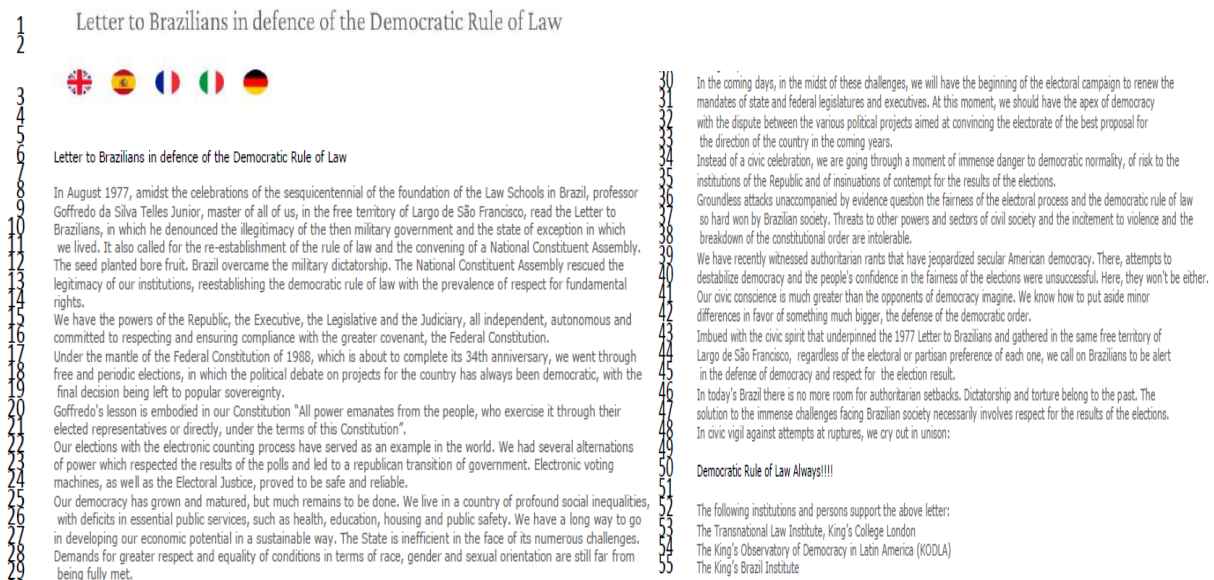 1 Letter to Brazilians in defence of the Democratic Rule of Law
2
3
4
5
6 Letter to Brazilians in defence of the Democratic Rule of Law
7
8 In August 1977, amidst the celebrations of the sesquicentennial of the foundation of the Law Schools in Brazil, professor
9 Goffredo da Silva Telles Junior, master of all of us, in the free territory of Largo de São Francisco, read the Letter to
10 Brazilians, in which he denounced the illegitimacy of the then military government and the state of exception in which
11 we lived. It also called for the re-establishment of the rule of law and the convening of a National Constituent Assembly.
12 The seed planted bore fruit. Brazil overcame the military dictatorship. The National Constituent Assembly rescued the
13 legitimacy of our institutions, reestablishing the democratic rule of law with the prevalence of respect for fundamental
14 rights.
15 We have the powers of the Republic, the Executive, the Legislative and the Judiciary, all independent, autonomous and
16 committed to respecting and ensuring compliance with the greater covenant, the Federal Constitution.
17 Under the mantle of the Federal Constitution of 1988, which is about to complete its 34th anniversary, we went through
18 free and periodic elections, in which the political debate on projects for the country has always been democratic, with the
19 final decision being left to popular sovereignty.
20 Goffredo's lesson is embodied in our Constitution “All power emanates from the people, who exercise it through their
21 elected representatives or directly, under the terms of this Constitution”.
22 Our elections with the electronic counting process have served as an example in the world. We had several alternations
23 of power which respected the results of the polls and led to a republican transition of government. Electronic voting
24 machines, as well as the Electoral Justice, proved to be safe and reliable.
25 Our democracy has grown and matured, but much remains to be done. We live in a country of profound social inequalities,
26 with deficits in essential public services, such as health, education, housing and public safety. We have a long way to go
27 in developing our economic potential in a sustainable way. The State is inefficient in the face of its numerous challenges.
28 Demands for greater respect and equality of conditions in terms of race, gender and sexual orientation are still far from
29 being fully met.
30 In the coming days, in the midst of these challenges, we will have the beginning of the electoral campaign to renew the
31 mandates of state and federal legislatures and executives. At this moment, we should have the apex of democracy
32 with the dispute between the various political projects aimed at convincing the electorate of the best proposal for
33 the direction of the country in the coming years.
34 Instead of a civic celebration, we are going through a moment of immense danger to democratic normality, of risk to the
35 institutions of the Republic and of insinuations of contempt for the results of the elections.
36 Groundless attacks unaccompanied by evidence question the fairness of the electoral process and the democratic rule of law
37 so hard won by Brazilian society. Threats to other powers and sectors of civil society and the incitement to violence and the
38 breakdown of the constitutional order are intolerable.
39 We have recently witnessed authoritarian rants that have jeopardized secular American democracy. There, attempts to
40 destabilize democracy and the people's confidence in the fairness of the elections were unsuccessful. Here, they won't be either.
41 Our civic conscience is much greater than the opponents of democracy imagine. We know how to put aside minor
42 differences in favor of something much bigger, the defense of the democratic order.
43 Imbued with the civic spirit that underpinned the 1977 Letter to Brazilians and gathered in the same free territory of
44 Largo de São Francisco, regardless of the electoral or partisan preference of each one, we call on Brazilians to be alert
45 in the defense of democracy and respect for the election result.
46 In today's Brazil there is no more room for authoritarian setbacks. Dictatorship and torture belong to the past. The
47 solution to the immense challenges facing Brazilian society necessarily involves respect for the results of the elections.
48 In civic vigil against attempts at ruptures, we cry out in unison:
49
50 Democratic Rule of Law Always!!!!
51
52 The following institutions and persons support the above letter:
53 The Transnational Law Institute, King's College London
54 The King's Observatory of Democracy in Latin America (KODLA)
55 The King's Brazil Institute